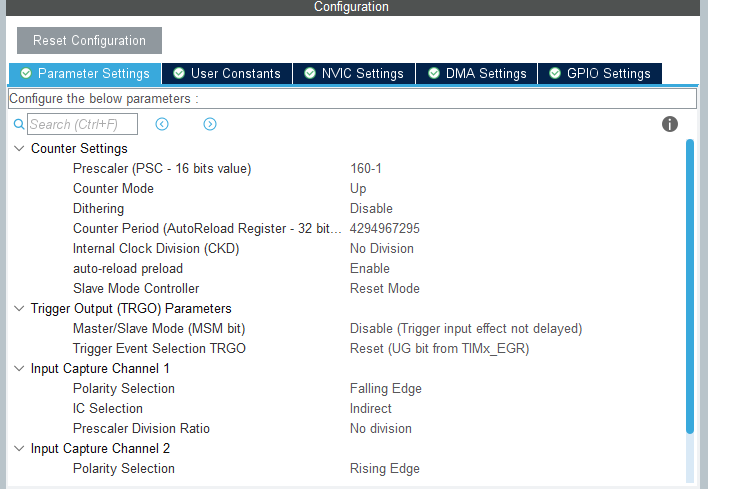 Configuration
Reset Configuration
Parameter Settings User Constants NVIC Settings DMA Settings GPIO Settings
Configure the below parameters :
Search (Ctrl+F)
Counter Settings
Prescaler (PSC - 16 bits value) 160-1
Counter Mode Up
Dithering Disable
Counter Period (AutoReload Register - 32 bit... 4294967295
Internal Clock Division (CKD) No Division
auto-reload preload Enable
Slave Mode Controller Reset Mode
Trigger Output (TRGO) Parameters
Master/Slave Mode (MSM bit) Disable (Trigger input effect not delayed)
Trigger Event Selection TRGO Reset (UG bit from TIMx_EGR)
Input Capture Channel 1
Polarity Selection Falling Edge
IC Selection Indirect
Prescaler Division Ratio No division
Input Capture Channel 2
Polarity Selection Rising Edge